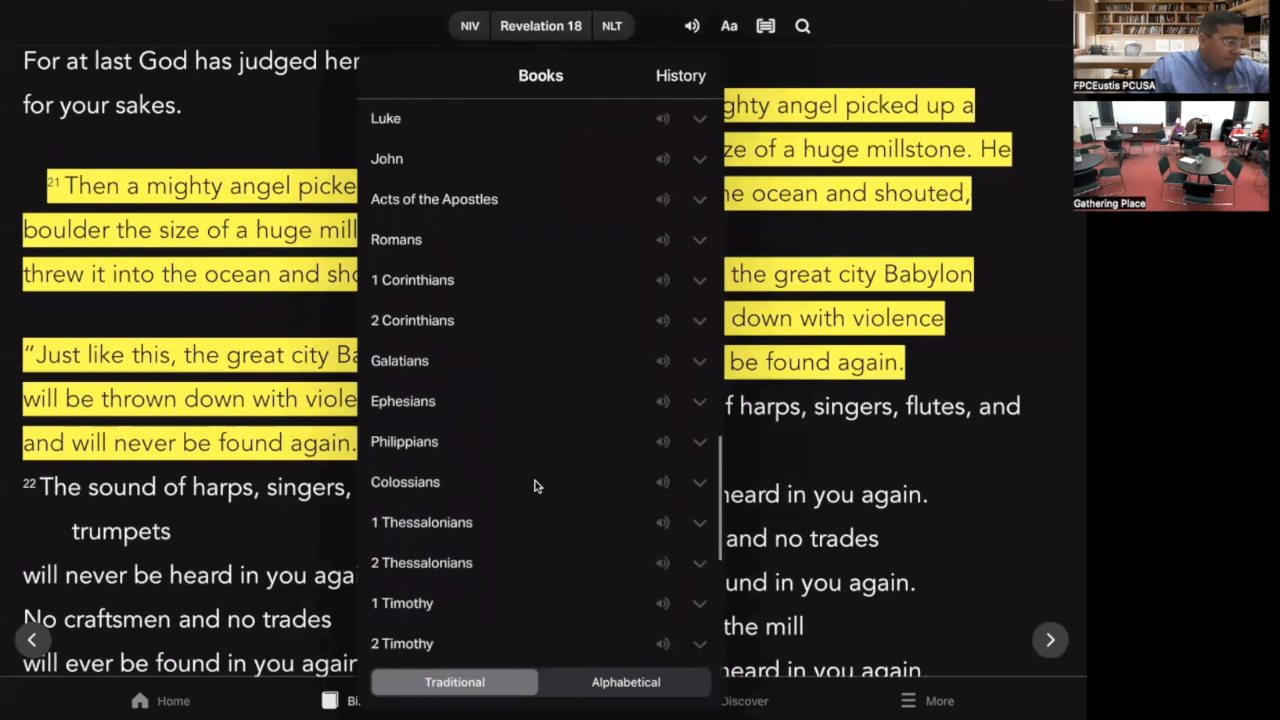 NIV Revelation 18 NLT Aa
For at last God has judged her
for your sakes.
21 Then a mighty angel picke
boulder the size of a huge mill
threw it into the ocean and sho
"Just like this, the great city Ba
will be thrown down with viole
and will never be found again.
22 The sound of harps, singers,
trumpets
will never be heard in you agai
No craftsmen and no trades
will ever be found in you again
Books History
Luke
John
Acts of the Apostles
Romans
1 Corinthians
2 Corinthians
Galatians
Ephesians
Philippians
Colossians
1 Thessalonians
2 Thessalonians
1 Timothy
2 Timothy
Traditional Alphabetical
ghty angel picked up a
ze of a huge millstone. He
he ocean and shouted,
the great city Babylon
down with violence
be found again.
f harps, singers, flutes, and
heard in you again.
and no trades
und in you again.
the mill
heard in you again.
Home Bi. Discover More
FPCEustis PCUSA
Gathering Place